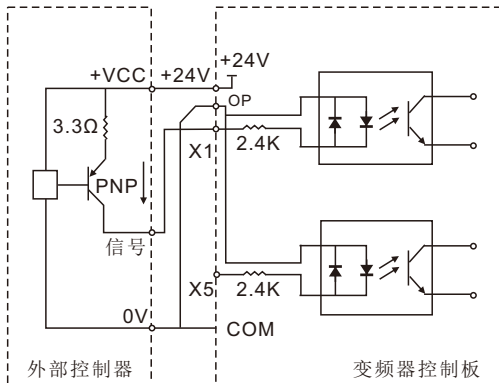 +24V
+VCC
+24V
OP
3.3Ω
X1
2.4K
PNP
信号
X5
2.4K
0V
COM
外部控制器
变频器控制板